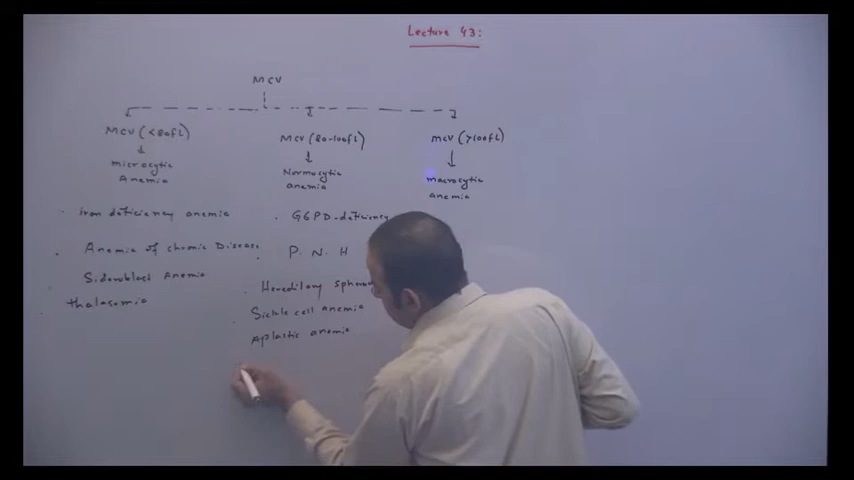 Lecture 43:
MCV
MCV (<80fL)
microcytic
Anemia
iron deficiency anemia
Anemia of chronic Disease
Sideroblast Anemia
thalasemia
MCV (80-100fL)
Normocytic
anemia
G6PD-deficiency
P. N. H
Hereditary
Sickle cell anemia
Aplastic anemia
MCV (>100fL)
macrocytic
anemia